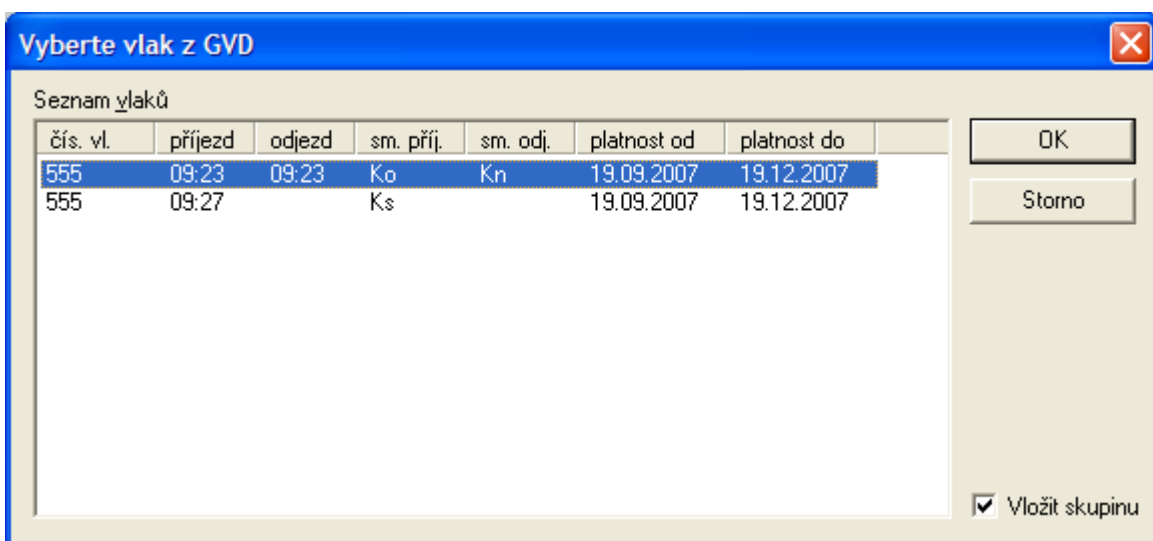 Vyberte vlak z GVD
Seznam vlaků
čís. vl. příjezd odjezd sm. příj. sm. odj. platnost od platnost do
555 09:23 09:23 Ko Kn 19.09.2007 19.12.2007
555 09:27 Ks 19.09.2007 19.12.2007
OK
Storno
Vložit skupinu